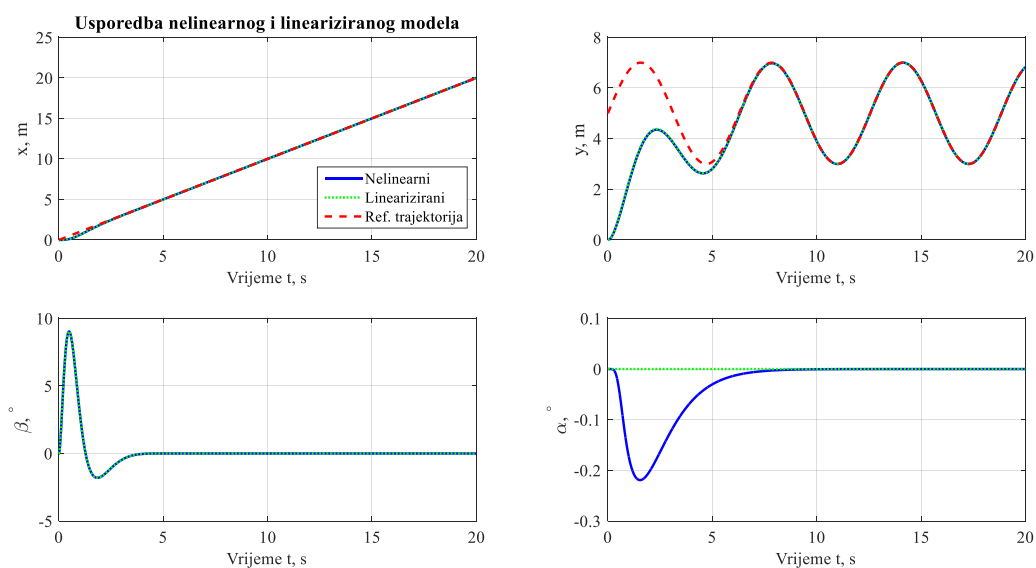 Usporedba nelinearnog i lineariziranog modela
25
20
15
10
5
0
x, m
0 5 10 15 20
Vrijeme t, s
Nelinearni
Linearizirani
Ref. trajektorija
8
6
4
2
0
y, m
0 5 10 15 20
Vrijeme t, s
10
5
0
-5
β, °
0 5 10 15 20
Vrijeme t, s
0.1
0
-0.1
-0.2
-0.3
α, °
0 5 10 15 20
Vrijeme t, s